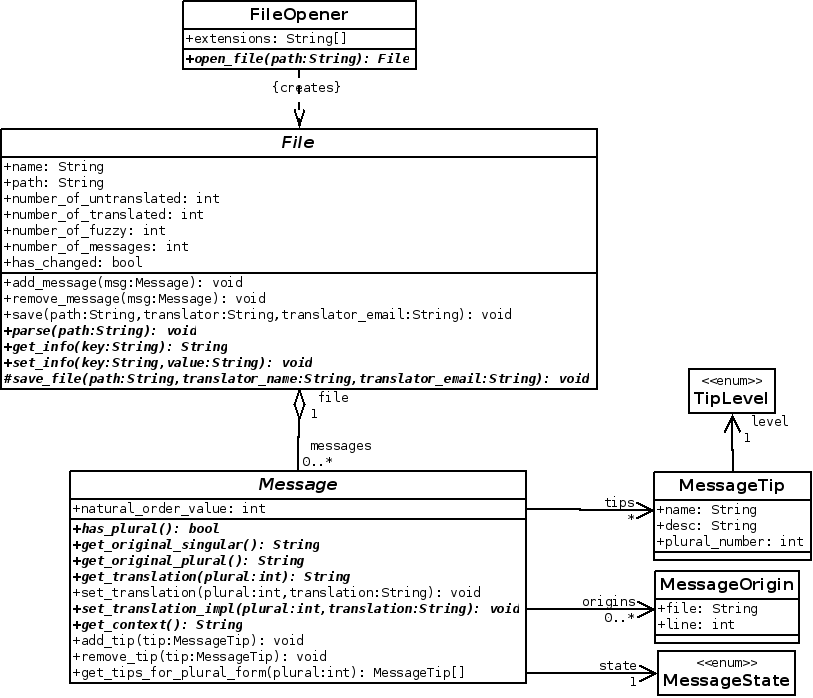 FileOpener
+extensions: String[]
+open_file(path:String): File
{creates}
File
+name: String
+path: String
+number_of_untranslated: int
+number_of_translated: int
+number_of_fuzzy: int
+number_of_messages: int
+has_changed: bool
+add_message(msg:Message): void
+remove_message(msg:Message): void
+save(path:String,translator:String,translator_email:String): void
+parse(path:String): void
+get_info(key:String): String
+set_info(key:String,value:String): void
#save_file(path:String,translator_name:String,translator_email:String): void
file
1
messages
0..*
Message
+natural_order_value: int
+has_plural(): bool
+get_original_singular(): String
+get_original_plural(): String
+get_translation(plural:int): String
+set_translation(plural:int,translation:String): void
+set_translation_impl(plural:int,translation:String): void
+get_context(): String
+add_tip(tip:MessageTip): void
+remove_tip(tip:MessageTip): void
+get_tips_for_plural_form(plural:int): MessageTip[]
<<enum>>
TipLevel
level
1
tips
*
MessageTip
+name: String
+desc: String
+plural_number: int
origins
0..*
MessageOrigin
+file: String
+line: int
state
1
<<enum>>
MessageState